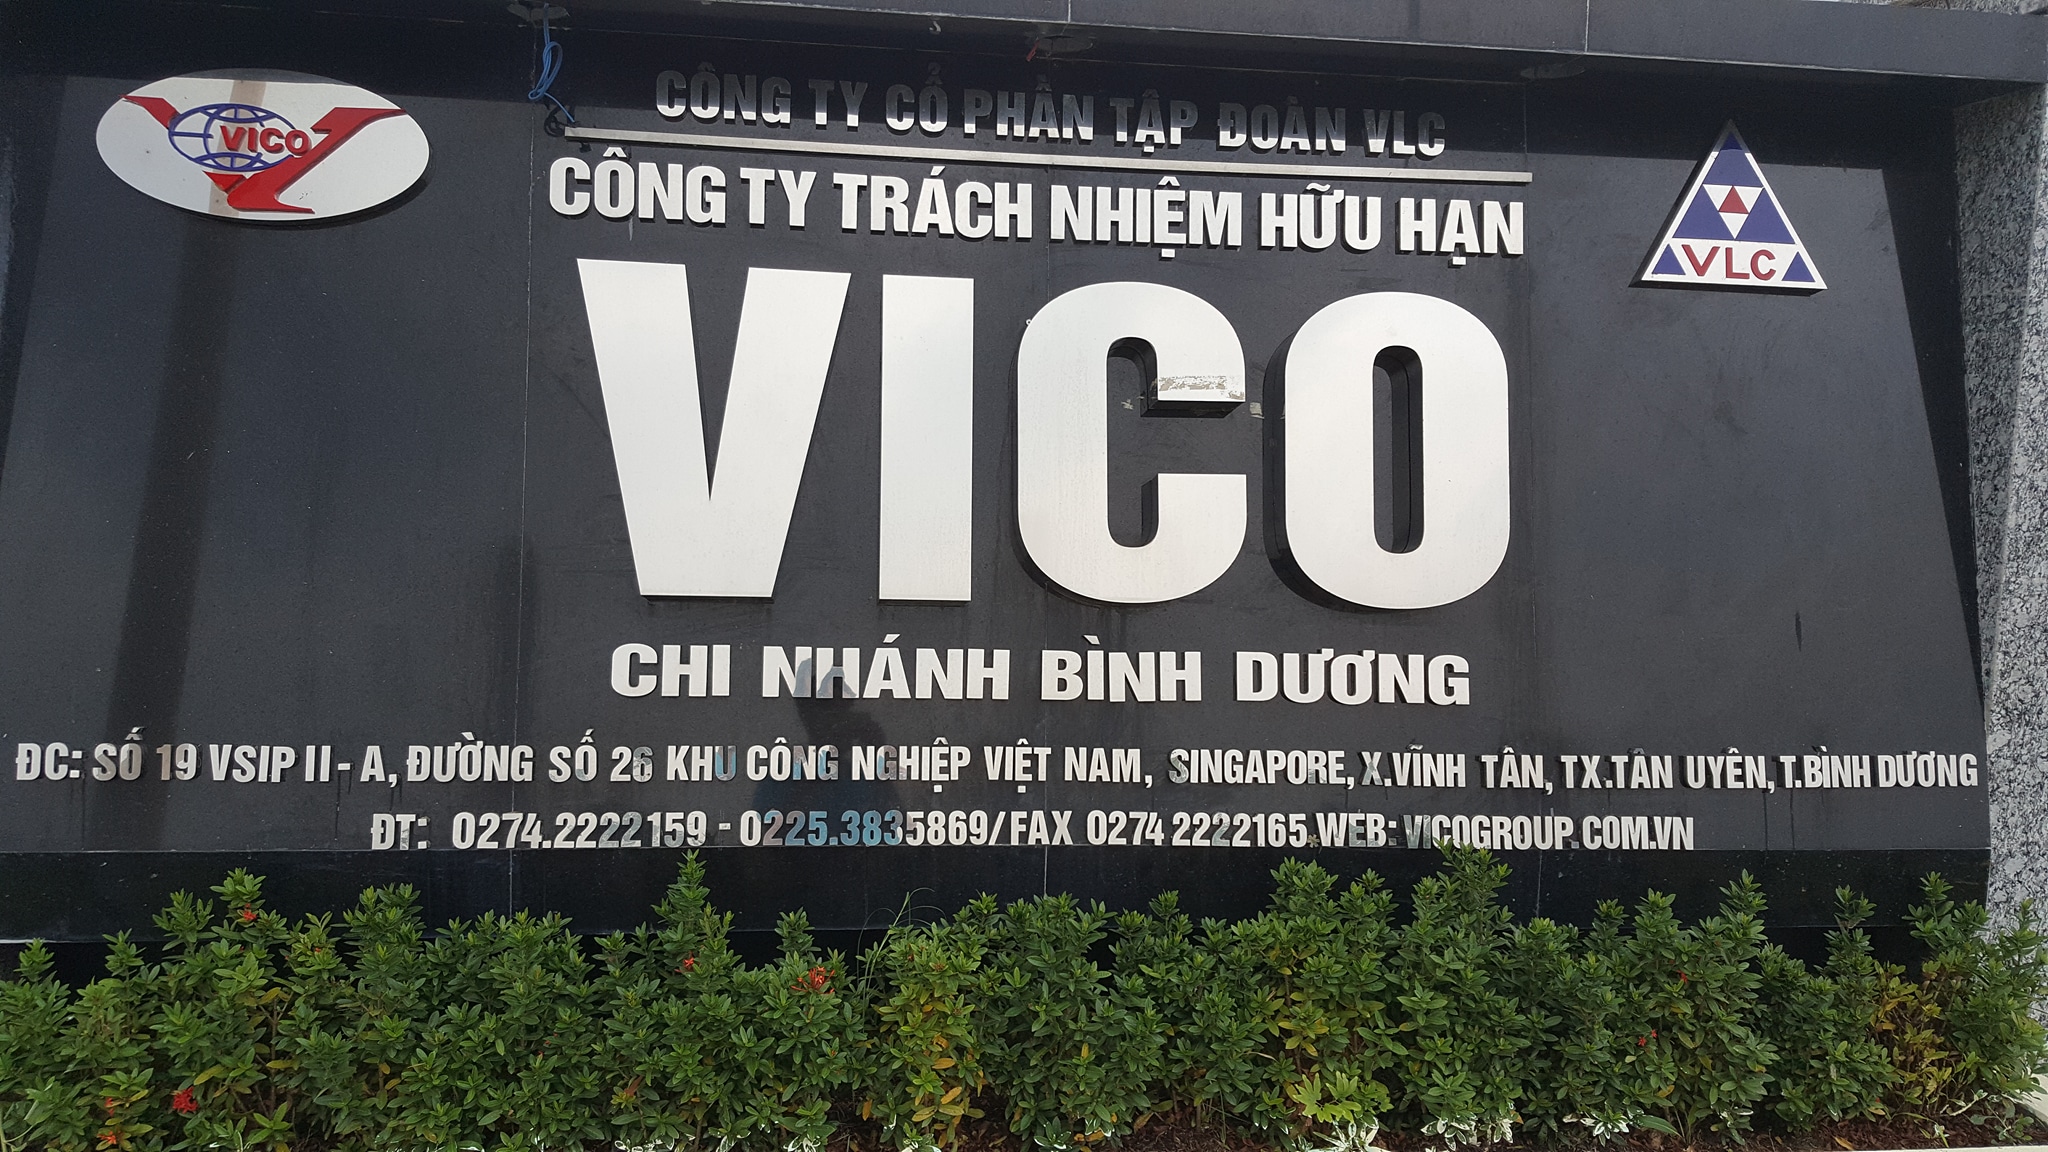 CÔNG TY CỔ PHẦN TẬP ĐOÀN VLC
VICO
CÔNG TY TRÁCH NHIỆM HỮU HẠN
VLC
VICO
CHI NHÁNH BÌNH DƯƠNG
ĐC: SỐ 19 VSIP II - A, ĐƯỜNG SỐ 26 KHU CÔNG NGHIỆP VIỆT NAM, SINGAPORE, X.VĨNH TÂN, TX.TÂN UYÊN, T.BÌNH DƯƠNG
ĐT: 0274.2222159 - 0225.3835869/FAX 0274 2222165 WEB: VICOGROUP.COM.VN